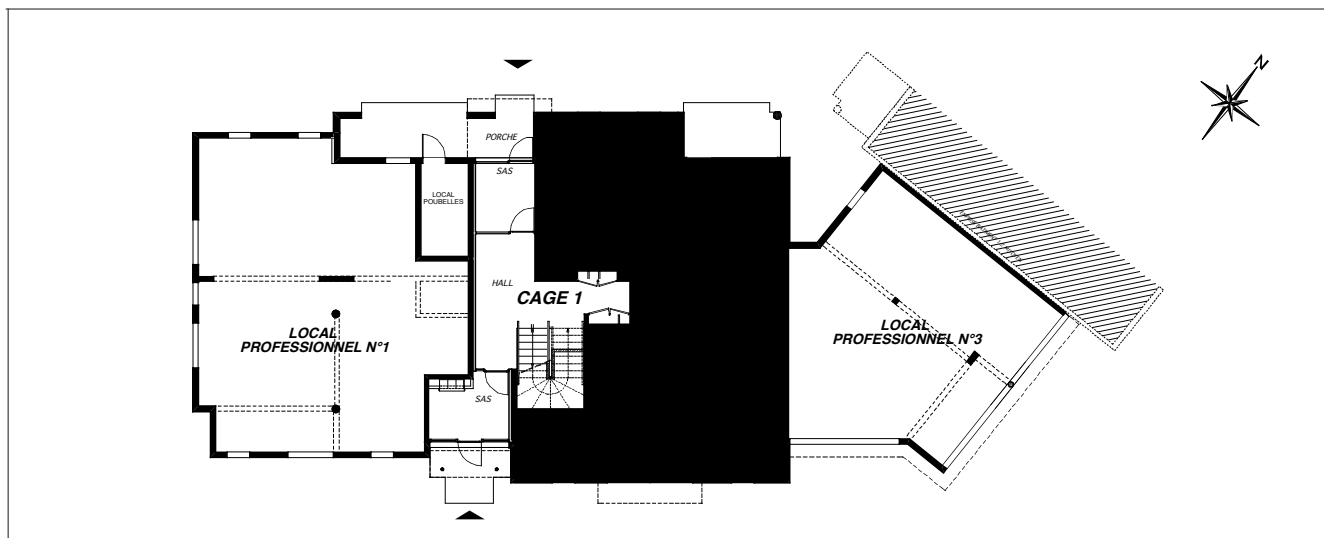 N
PORCHE
SAS
LOCAL
POUBELLES
HALL
CAGE 1
LOCAL
PROFESSIONNEL N°1
LOCAL
PROFESSIONNEL N°3
SAS